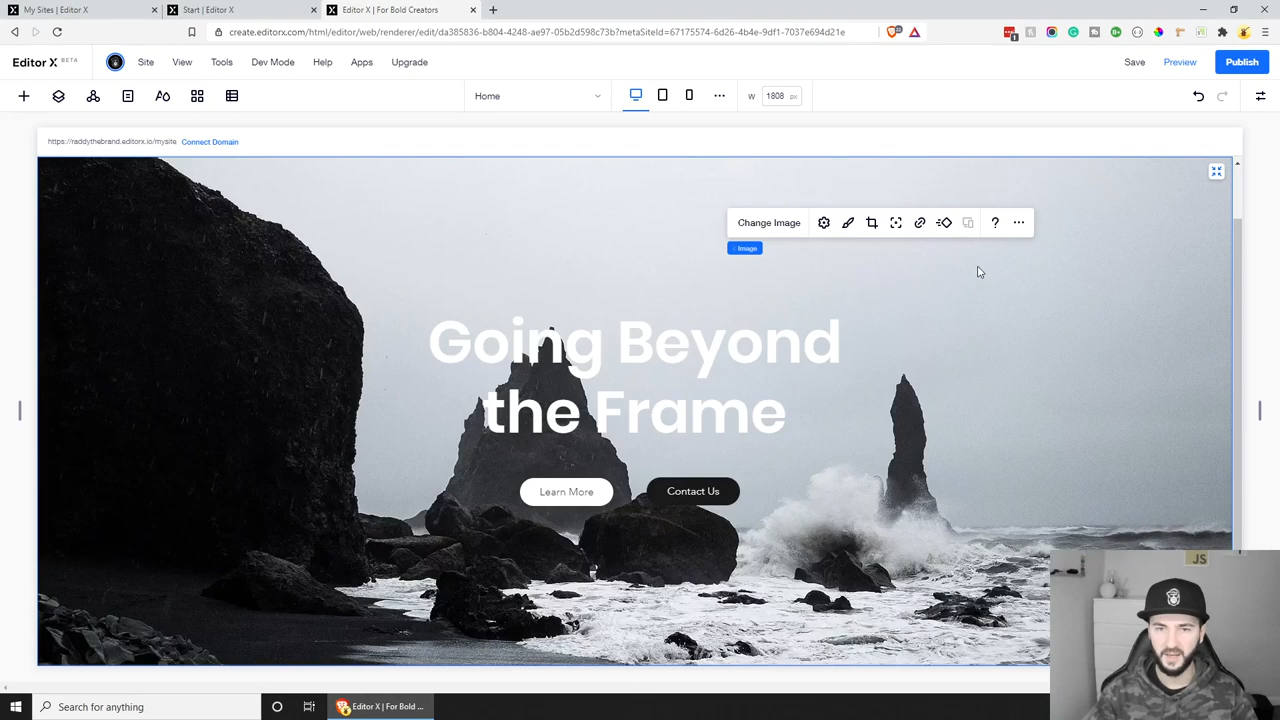 My Sites | Editor X
Start | Editor X
Editor X | For Bold Creators
create.editorx.com/html/editor/web/renderer/edit/da385836-b804-4248-ae97-05b2d598c73b?metaSiteId=67175574-6d26-4b4e-9df1-7037e694d21e
Editor X BETA
Site
View
Tools
Dev Mode
Help
Apps
Upgrade
Save
Preview
Publish
Home
W
1808 px
https://raddythebrand.editorx.io/mysite
Connect Domain
Change Image
?
‹ Image
Going Beyond
the Frame
Learn More
Contact Us
JS
Search for anything
Editor X | For Bold ...